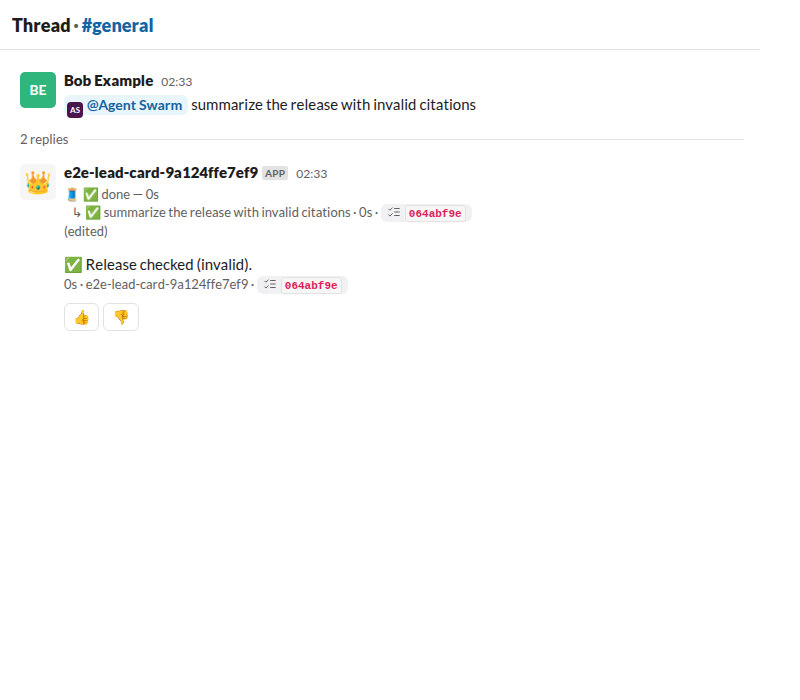 Thread • #general
BE Bob Example 02:33
AS @Agent Swarm summarize the release with invalid citations
2 replies
e2e-lead-card-9a124ffe7ef9 APP 02:33
🧵 ✅ done — 0s
↳ ✅ summarize the release with invalid citations · 0s · 064abf9e
(edited)
✅ Release checked (invalid).
0s · e2e-lead-card-9a124ffe7ef9 · 064abf9e
👍 👎